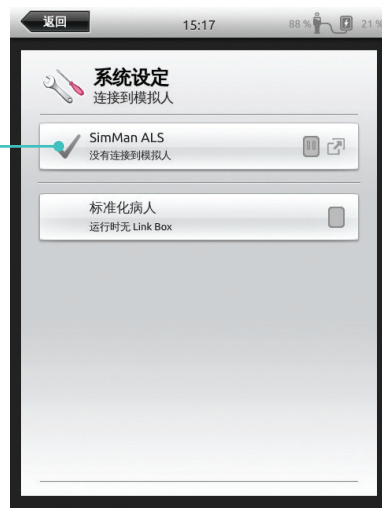 返回
15:17
88 %
21 %
系统设定
连接到模拟人
SimMan ALS
没有连接到模拟人
标准化病人
运行时无 Link Box